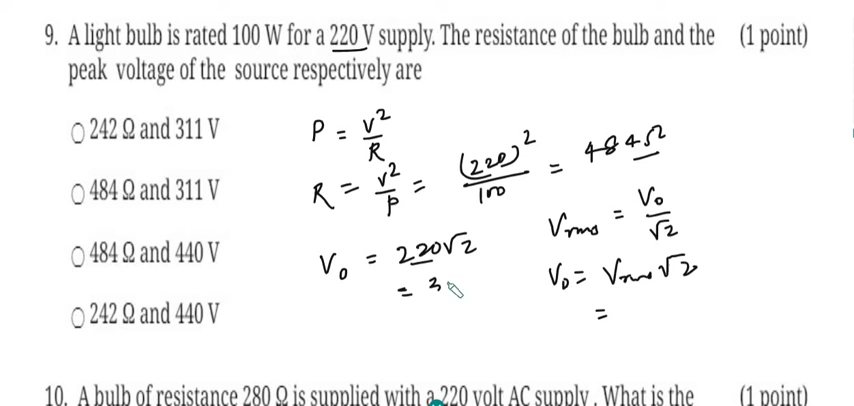 9. A light bulb is rated 100 W for a 220 V supply. The resistance of the bulb and the (1 point)
peak voltage of the source respectively are
242 Ω and 311 V
484 Ω and 311 V
484 Ω and 440 V
242 Ω and 440 V
P = V²/R
R = V²/P = (220)²/100 = 484Ω
V₀ = 220√2
= 3
Vrms = V₀/√2
V₀ = Vrms√2
=
10. A bulb of resistance 280 Ω is supplied with a 220 volt AC supply. What is the (1 point)